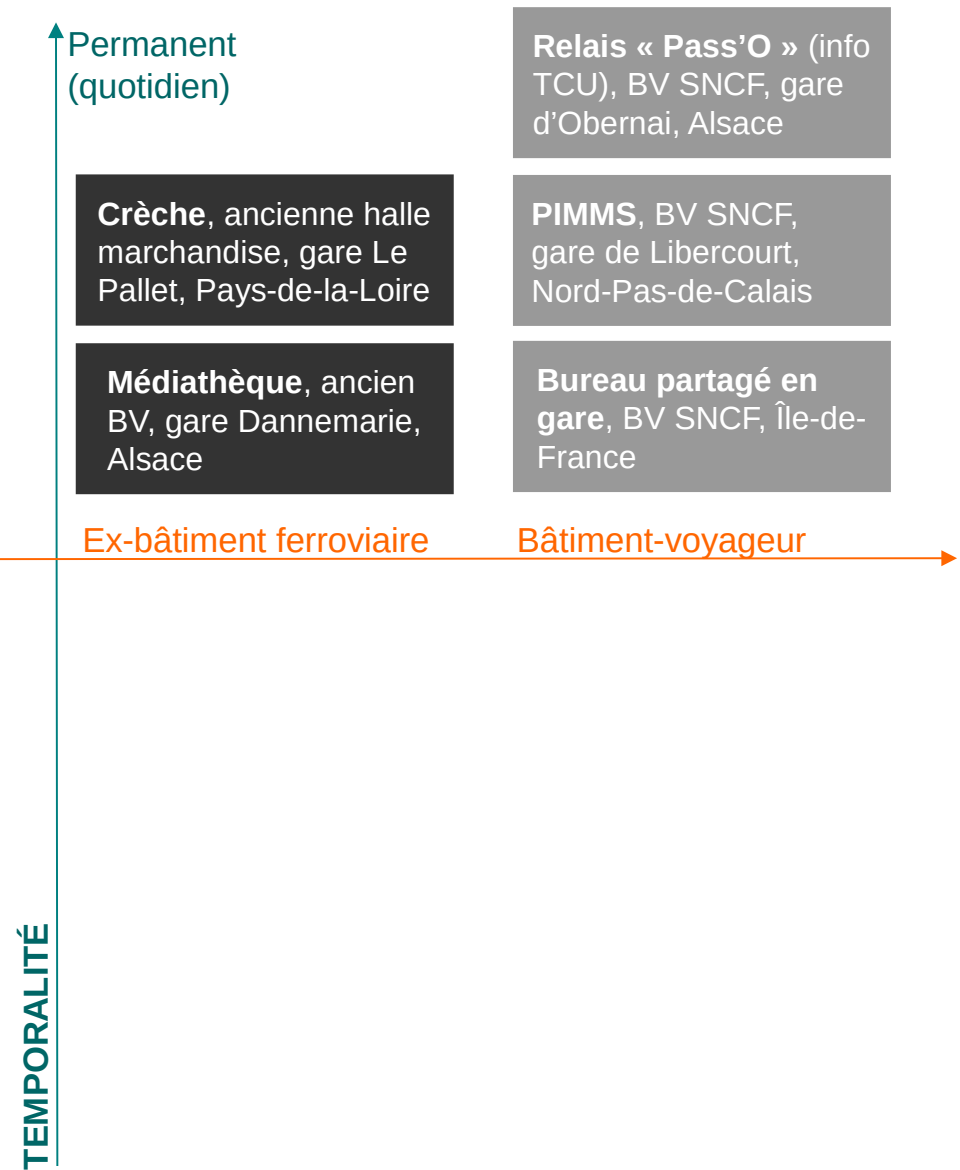 Permanent
(quotidien)
Relais « Pass’O » (info
TCU), BV SNCF, gare
d’Obernai, Alsace
Crèche, ancienne halle
marchandise, gare Le
Pallet, Pays-de-la-Loire
PIMMS, BV SNCF,
gare de Libercourt,
Nord-Pas-de-Calais
Médiathèque, ancien
BV, gare Dannemarie,
Alsace
Bureau partagé en
gare, BV SNCF, Île-de-
France
Ex-bâtiment ferroviaire
Bâtiment-voyageur
TEMPORALITÉ